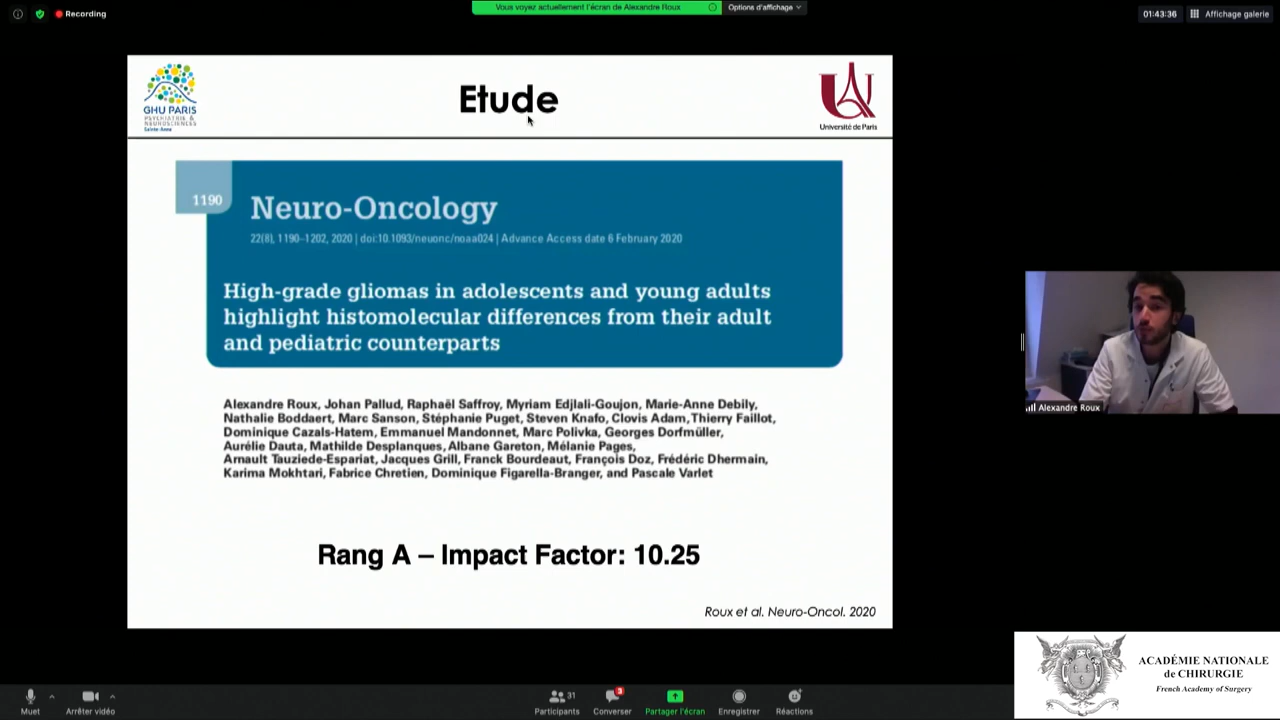 Recording
Vous voyez actuellement l'écran de Alexandre Roux
Options d'affichage
01:43:36
Affichage galerie
GHU PARIS
PSYCHIATRIE &
NEUROSCIENCES
Sainte-Anne
Etude
Université de Paris
1190
Neuro-Oncology
22(8), 1190–1202, 2020 | doi:10.1093/neuonc/noaa024 | Advance Access date 6 February 2020
High-grade gliomas in adolescents and young adults
highlight histomolecular differences from their adult
and pediatric counterparts
Alexandre Roux, Johan Pallud, Raphaël Saffroy, Myriam Edjlali-Goujon, Marie-Anne Debily,
Nathalie Boddaert, Marc Sanson, Stéphanie Puget, Steven Knafo, Clovis Adam, Thierry Faillot,
Dominique Cazals-Hatem, Emmanuel Mandonnet, Marc Polivka, Georges Dorfmüller,
Aurélie Dauta, Mathilde Desplanques, Albane Gareton, Mélanie Pages,
Arnault Tauziede-Espariat, Jacques Grill, Franck Bourdeaut, François Doz, Frédéric Dhermain,
Karima Mokhtari, Fabrice Chretien, Dominique Figarella-Branger, and Pascale Varlet
Rang A – Impact Factor: 10.25
Roux et al. Neuro-Oncol. 2020
Alexandre Roux
ACADÉMIE NATIONALE
de CHIRURGIE
French Academy of Surgery
Muet
Arrêter vidéo
31
Participants
3
Converser
Partager l'écran
Enregistrer
Réactions